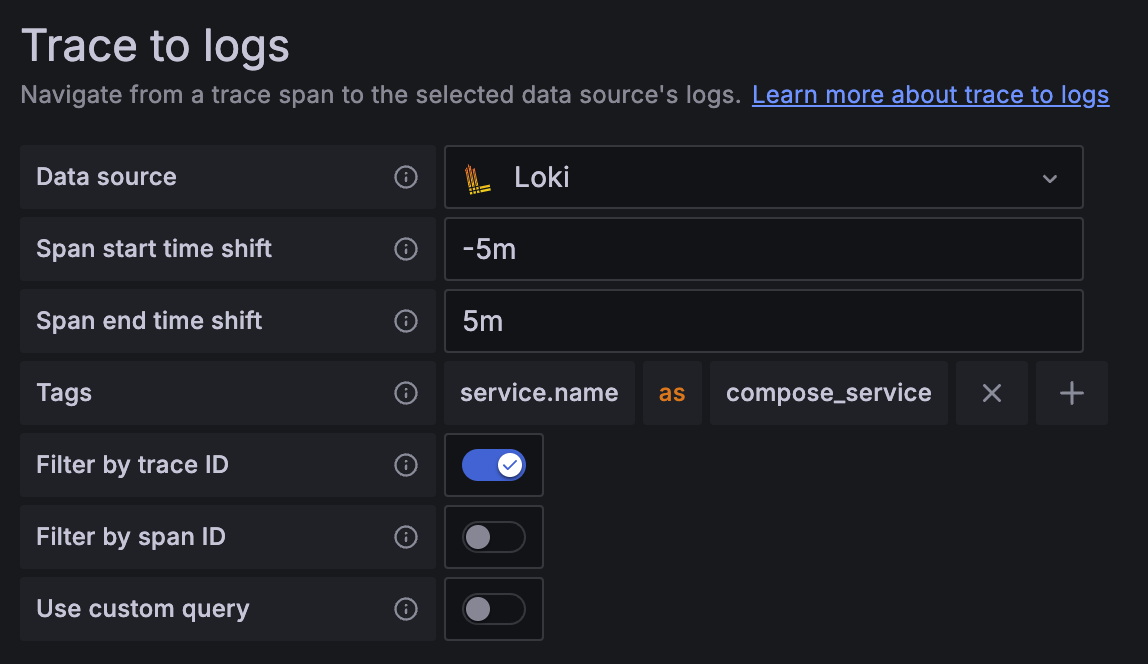 Trace to logs
Navigate from a trace span to the selected data source's logs. Learn more about trace to logs
Data source Loki
Span start time shift -5m
Span end time shift 5m
Tags service.name as compose_service
Filter by trace ID
Filter by span ID
Use custom query